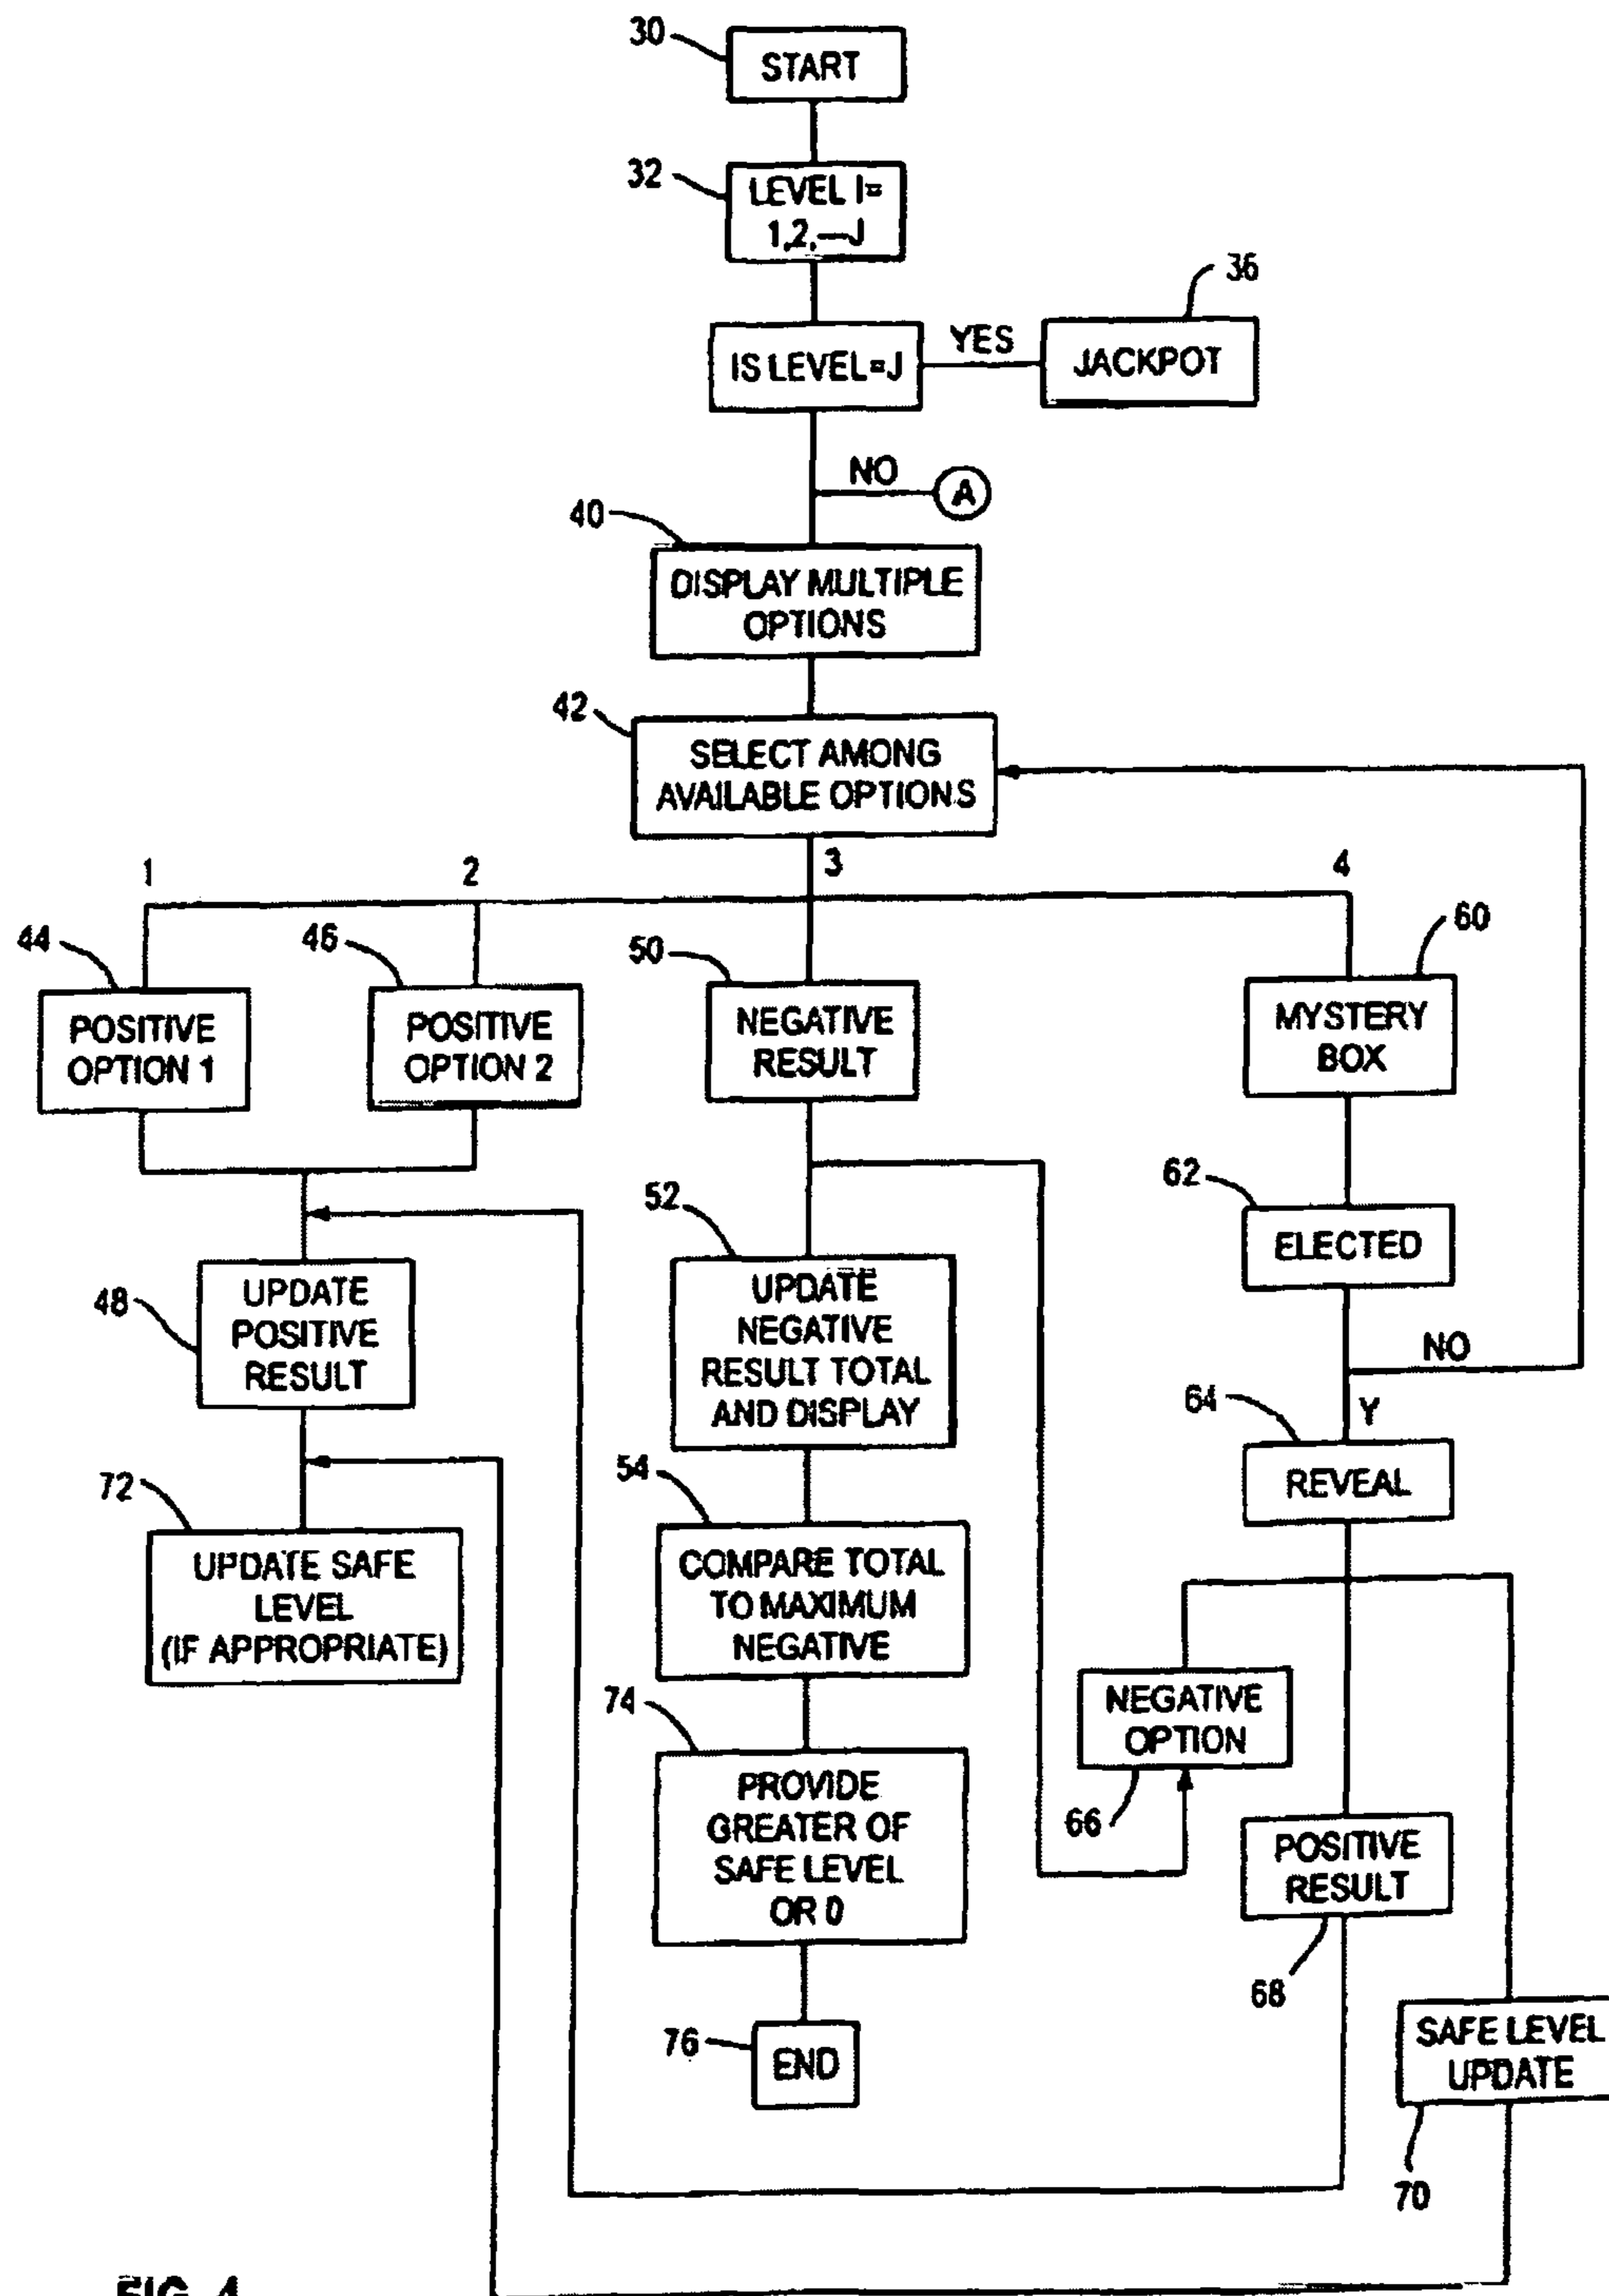 30
START
32
LEVEL I=
1,2,—J
36
IS LEVEL=J
YES
JACKPOT
NO
A
40
DISPLAY MULTIPLE
OPTIONS
42
SELECT AMONG
AVAILABLE OPTIONS
1
2
3
4
44
POSITIVE
OPTION 1
46
POSITIVE
OPTION 2
50
NEGATIVE
RESULT
60
MYSTERY
BOX
62
ELECTED
NO
48
UPDATE
POSITIVE
RESULT
52
UPDATE
NEGATIVE
RESULT TOTAL
AND DISPLAY
64
Y
REVEAL
72
UPDATE SAFE
LEVEL
(IF APPROPRIATE)
54
COMPARE TOTAL
TO MAXIMUM
NEGATIVE
NEGATIVE
OPTION
66
74
PROVIDE
GREATER OF
SAFE LEVEL
OR 0
POSITIVE
RESULT
68
76
END
SAFE LEVEL
UPDATE
70
FIG. 4